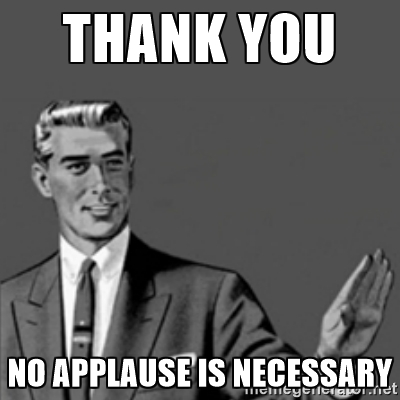 THANK YOU
NO APPLAUSE IS NECESSARY
memegenerator.net